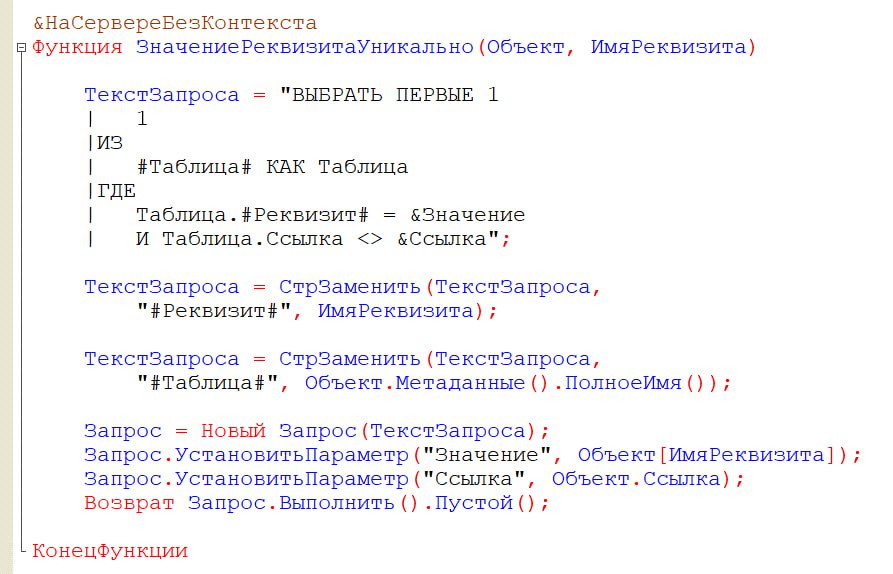 &НаСервереБезКонтекста
Функция ЗначениеРеквизитаУникально(Объект, ИмяРеквизита)
ТекстЗапроса = "ВЫБРАТЬ ПЕРВЫЕ 1
|   1
|ИЗ
|   #Таблица# КАК Таблица
|ГДЕ
|   Таблица.#Реквизит# = &Значение
|   И Таблица.Ссылка <> &Ссылка";
ТекстЗапроса = СтрЗаменить(ТекстЗапроса,
"#Реквизит#", ИмяРеквизита);
ТекстЗапроса = СтрЗаменить(ТекстЗапроса,
"#Таблица#", Объект.Метаданные().ПолноеИмя());
Запрос = Новый Запрос(ТекстЗапроса);
Запрос.УстановитьПараметр("Значение", Объект[ИмяРеквизита]);
Запрос.УстановитьПараметр("Ссылка", Объект.Ссылка);
Возврат Запрос.Выполнить().Пустой();
КонецФункции